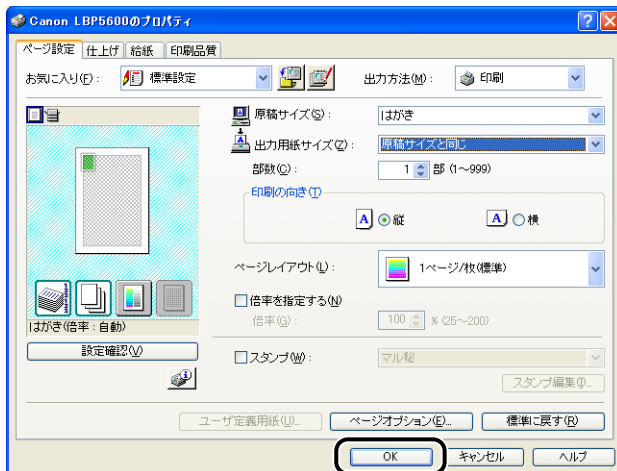 Canon LBP5600のプロパティ
ページ設定 仕上げ 給紙 印刷品質
お気に入り(F): 標準設定 出力方法(M): 印刷
原稿サイズ(S): はがき
出力用紙サイズ(Z): 原稿サイズと同じ
部数(C): 1 部 (1~999)
印刷の向き(T)
A 縦 A 横
ページレイアウト(L): 1ページ/枚(標準)
倍率を指定する(N)
倍率(G): 100 % (25~200)
はがき(倍率:自動)
設定確認(V)
スタンプ(W): マル秘
スタンプ編集(I)...
ユーザ定義用紙(U)... ページオプション(E)... 標準に戻す(R)
OK キャンセル ヘルプ